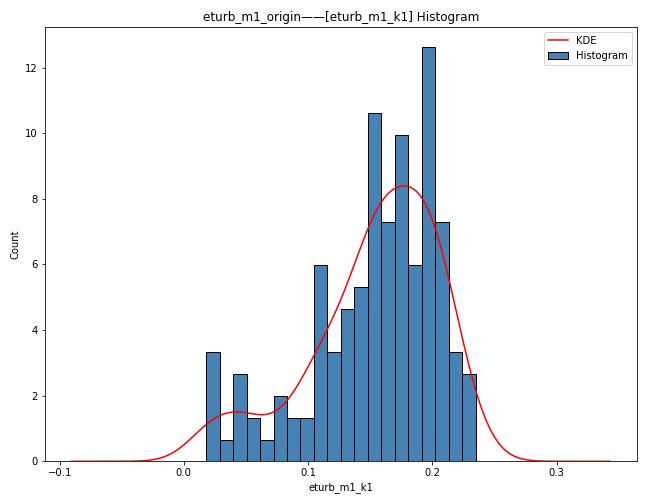 eturb_m1_origin——[eturb_m1_k1] Histogram
KDE
Histogram
12
10
8
6
4
2
0
Count
−0.1 0.0 0.1 0.2 0.3
eturb_m1_k1